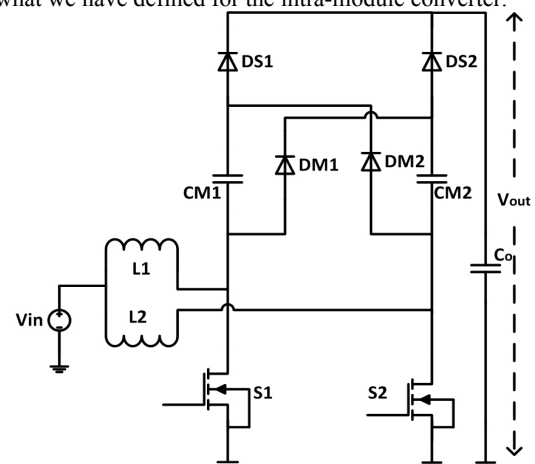 what we have defined for the intra-module converter.
DS1
DS2
DM1
DM2
CM1
CM2
Vout
L1
Co
Vin
L2
S1
S2